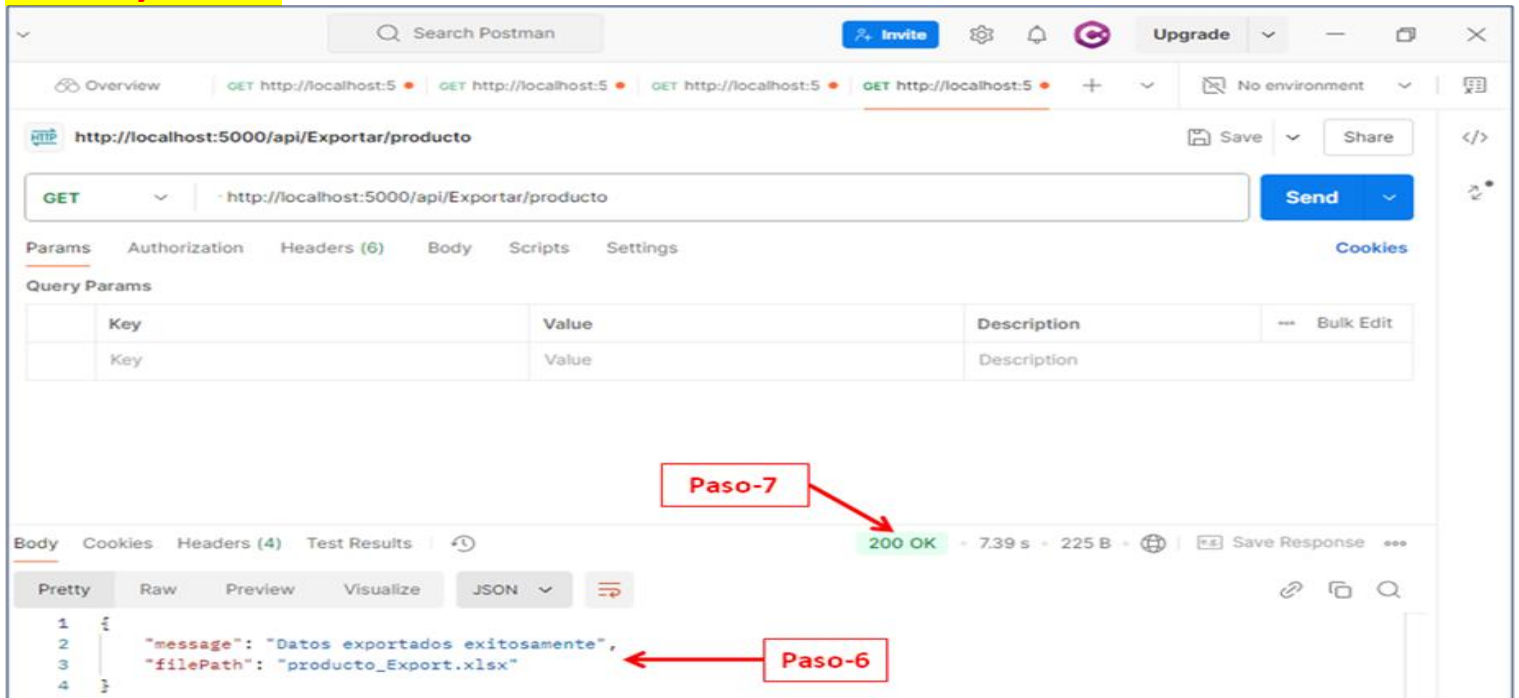 Search Postman Invite Upgrade
Overview GET http://localhost:5 GET http://localhost:5 GET http://localhost:5 GET http://localhost:5 No environment
HTTP http://localhost:5000/api/Exportar/producto Save Share </>
GET http://localhost:5000/api/Exportar/producto Send
Params Authorization Headers (6) Body Scripts Settings Cookies
Query Params
Key Value Description Bulk Edit
Key Value Description
Paso-7
Body Cookies Headers (4) Test Results 200 OK 7.39 s 225 B Save Response
Pretty Raw Preview Visualize JSON
1 {
2 "message": "Datos exportados exitosamente",
3 "filePath": "producto_Export.xlsx"
Paso-6
4 }